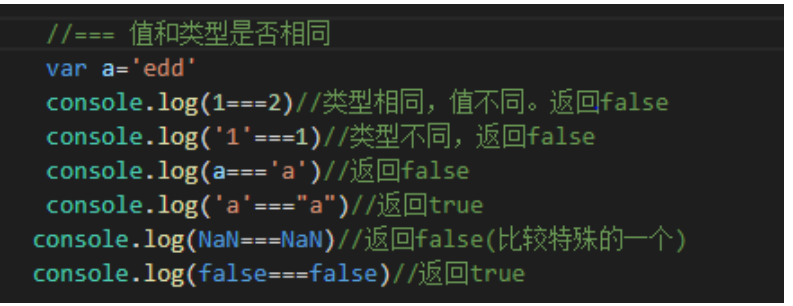 //=== 值和类型是否相同
var a='edd'
console.log(1===2)//类型相同，值不同。返回false
console.log('1'===1)//类型不同，返回false
console.log(a==='a')//返回false
console.log('a'==="a")//返回true
console.log(NaN===NaN)//返回false(比较特殊的一个)
console.log(false===false)//返回true